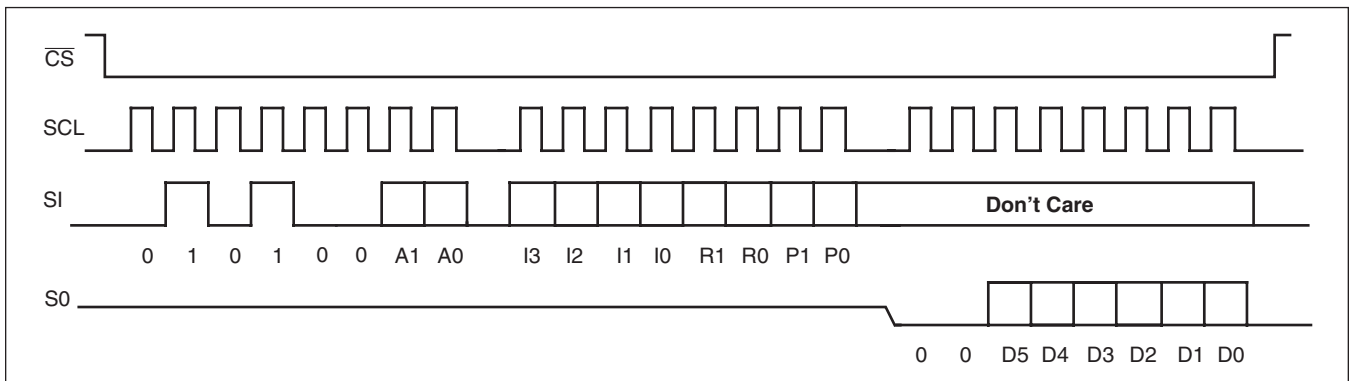 CS
SCL
SI
Don't Care
0 1 0 1 0 0 A1 A0 I3 I2 I1 I0 R1 R0 P1 P0
S0
0 0 D5 D4 D3 D2 D1 D0